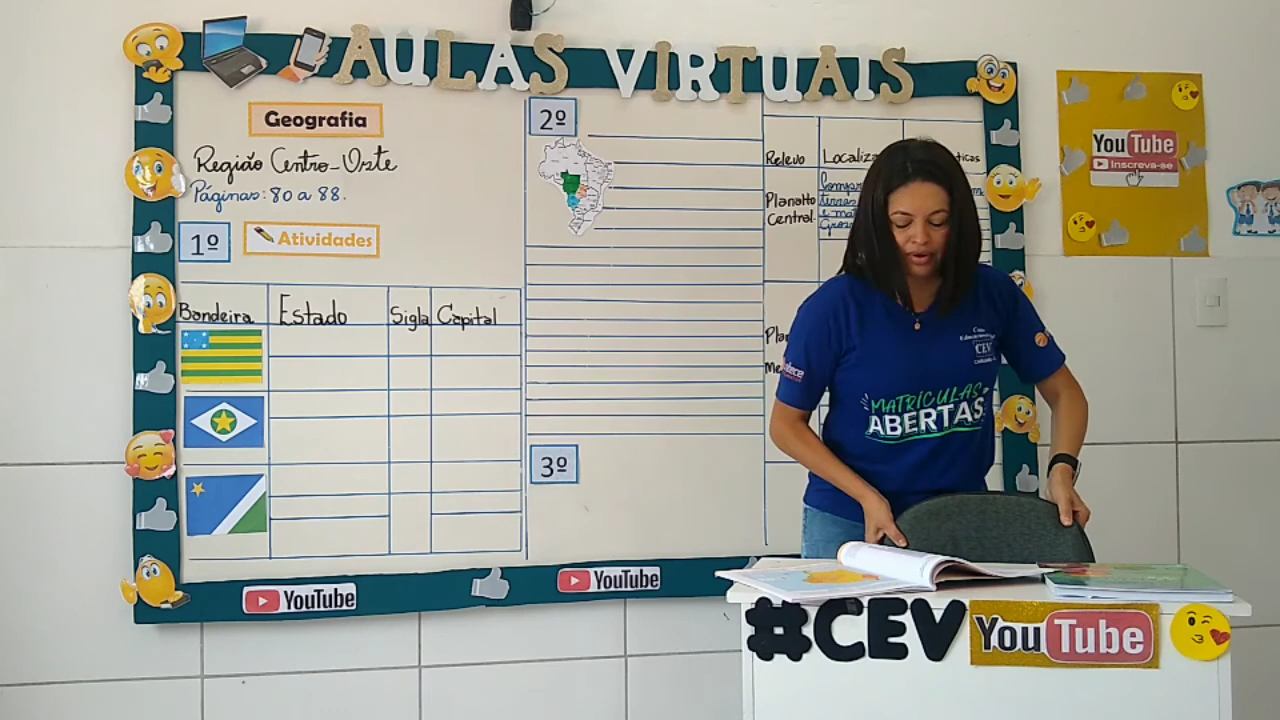 AULAS VIRTUAIS
Geografia
Região Centro-Oste
Páginas: 80 a 88.
1º
Atividades
Bandeira Estado Sigla Capital
2º
3º
Relevo
Planalto
Central.
YouTube
Inscreva-se
CEV
MATRÍCULAS
ABERTAS
YouTube
YouTube
#CEV YouTube